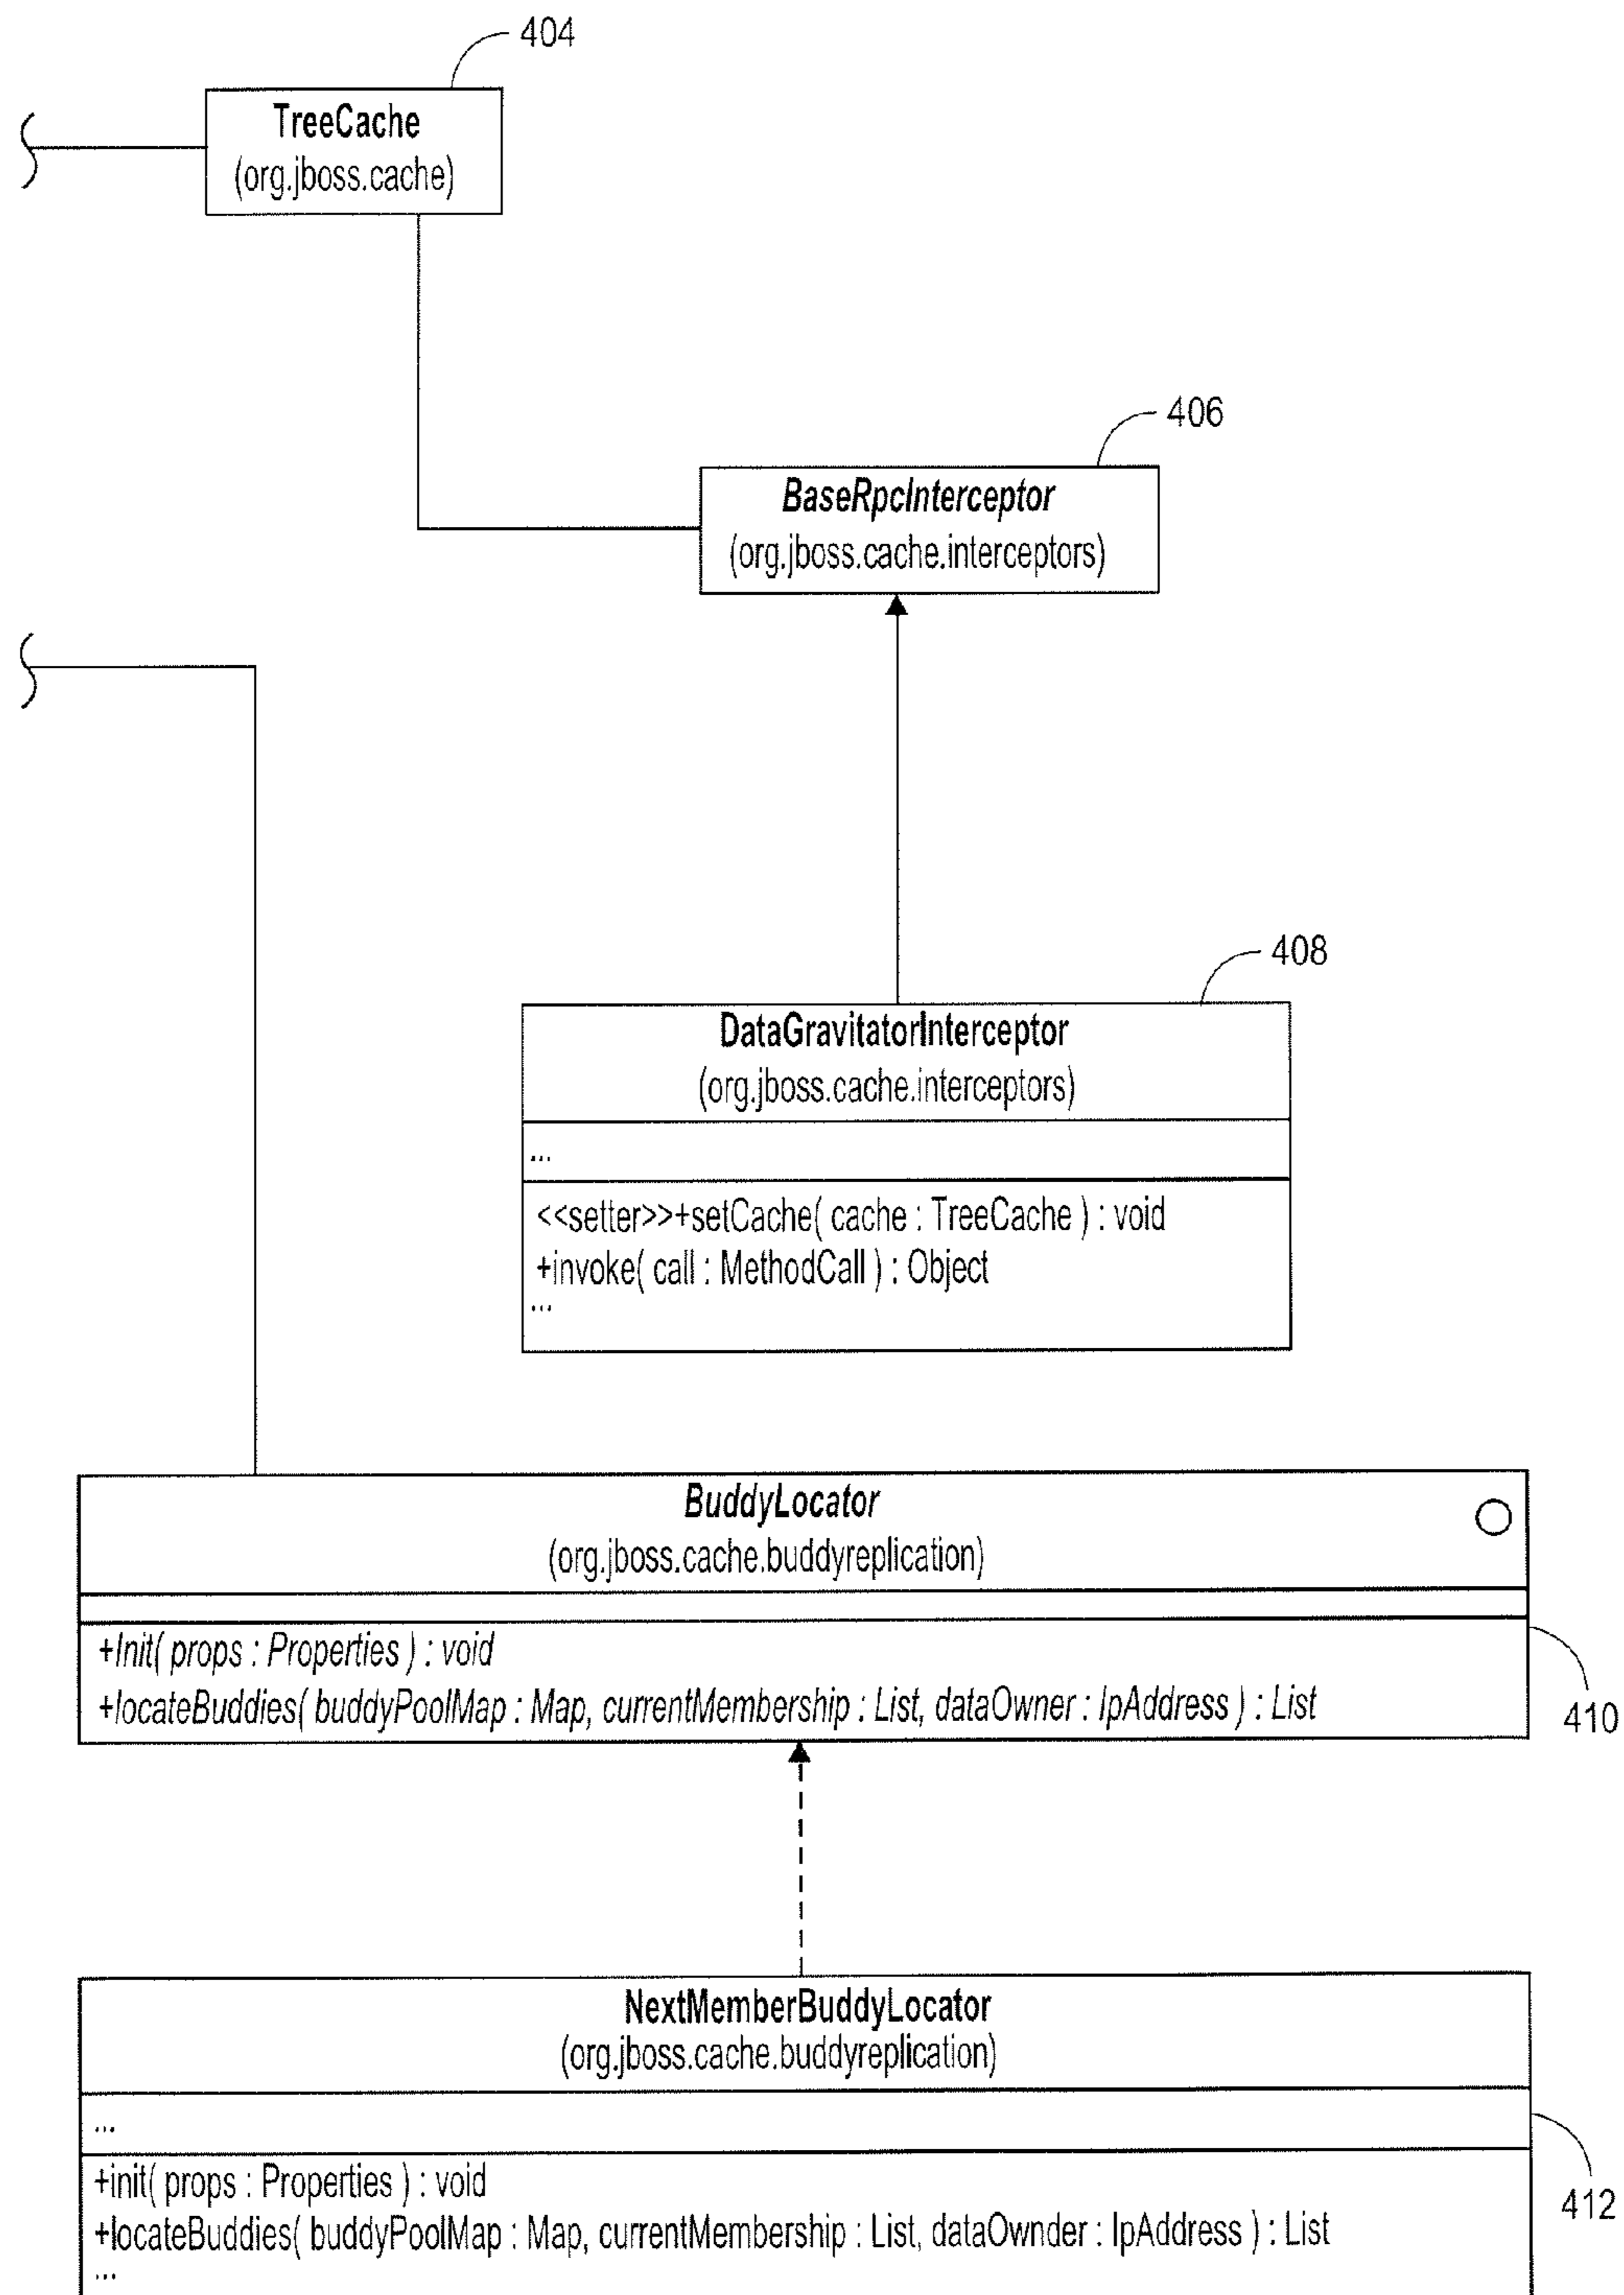 404
TreeCache
(org.jboss.cache)
406
BaseRpcInterceptor
(org.jboss.cache.interceptors)
408
DataGravitatorInterceptor
(org.jboss.cache.interceptors)
...
<<setter>>+setCache( cache : TreeCache ) : void
+invoke( call : MethodCall ) : Object
...
BuddyLocator
(org.jboss.cache.buddyreplication)
+Init( props : Properties ) : void
+locateBuddies( buddyPoolMap : Map, currentMembership : List, dataOwner : IpAddress ) : List
410
NextMemberBuddyLocator
(org.jboss.cache.buddyreplication)
...
+init( props : Properties ) : void
+locateBuddies( buddyPoolMap : Map, currentMembership : List, dataOwnder : IpAddress ) : List
...
412